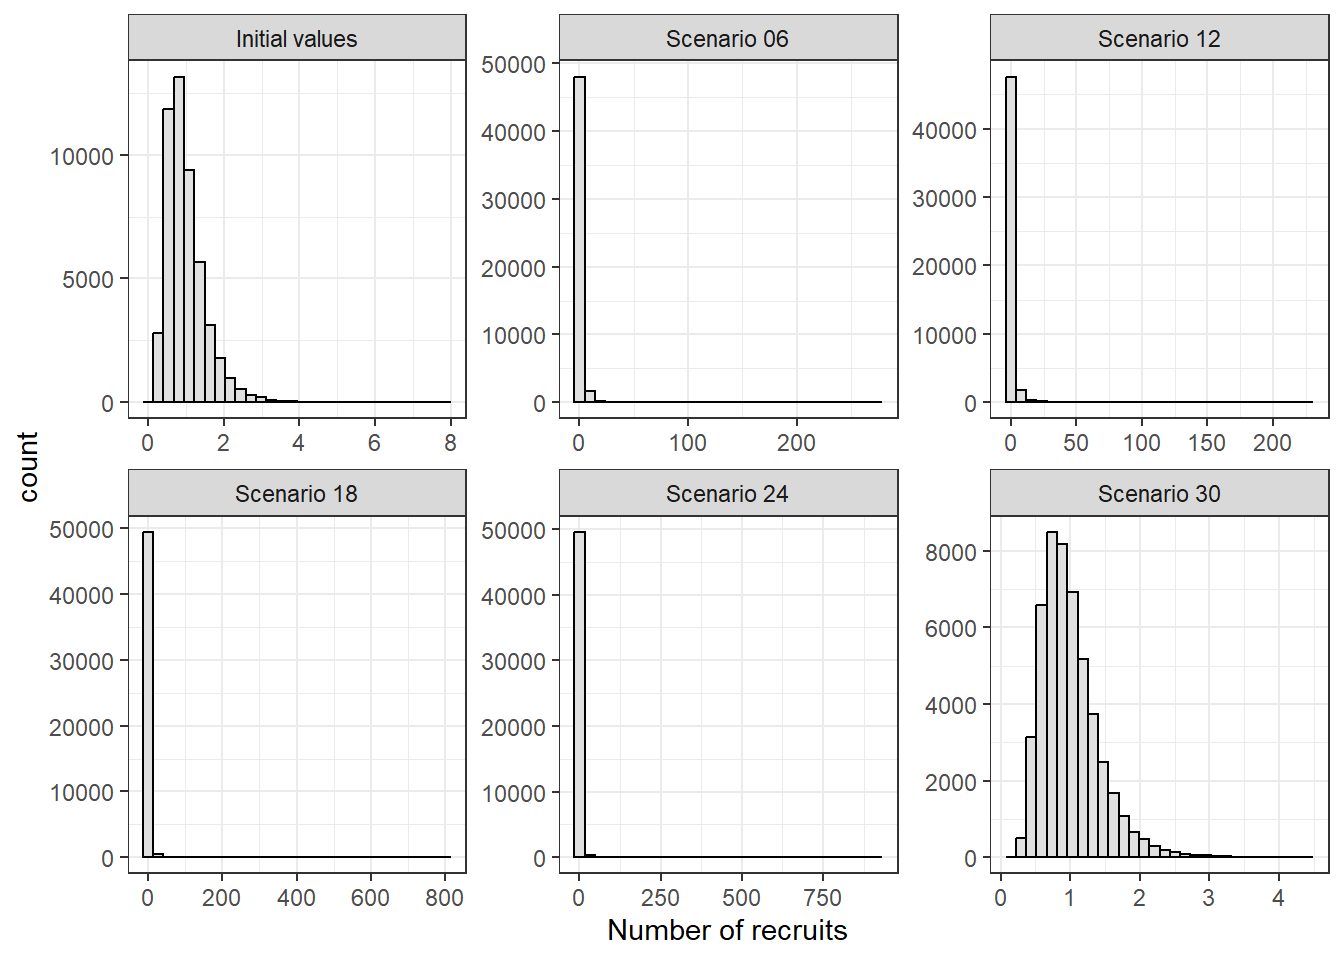 Initial values
Scenario 06
Scenario 12
10000
5000
0
0 2 4 6 8
50000
40000
30000
20000
10000
0
0 100 200
40000
30000
20000
10000
0
0 50 100 150 200
count
Scenario 18
Scenario 24
Scenario 30
50000
40000
30000
20000
10000
0
0 200 400 600 800
50000
40000
30000
20000
10000
0
0 250 500 750
8000
6000
4000
2000
0
0 1 2 3 4
Number of recruits